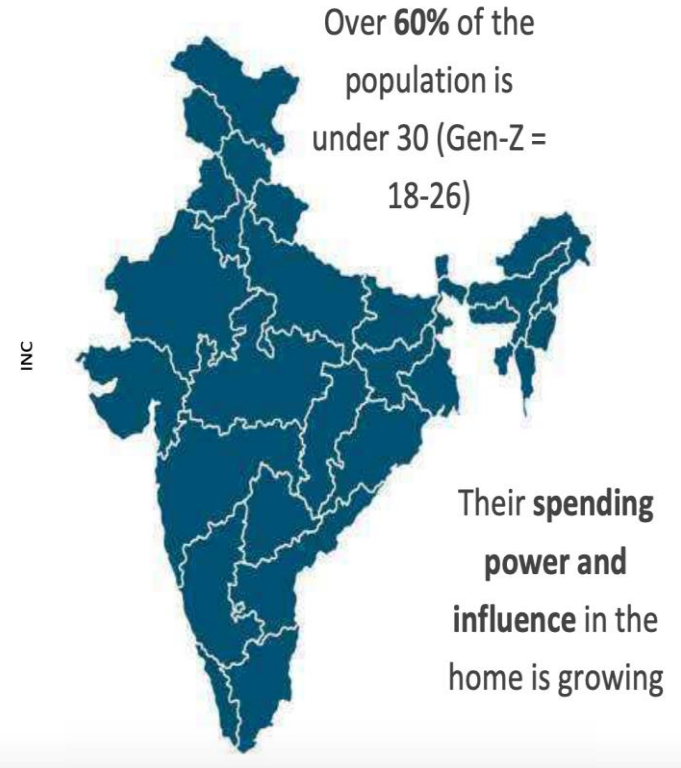 Over 60% of the
population is
under 30 (Gen-Z =
18-26)
INC
Their spending
power and
influence in the
home is growing